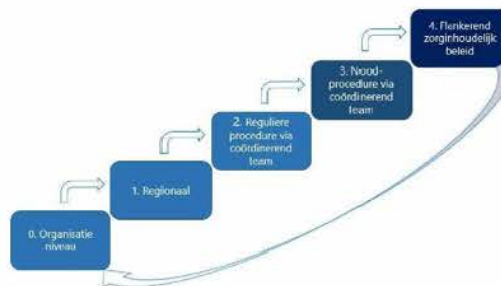 4. Flankerend
zorginhoudelijk
beleid
3. Nood-
procedure via
coördinerend
team
2. Reguliere
procedure via
coördinerend
team
1. Regionaal
0. Organisatie
niveau